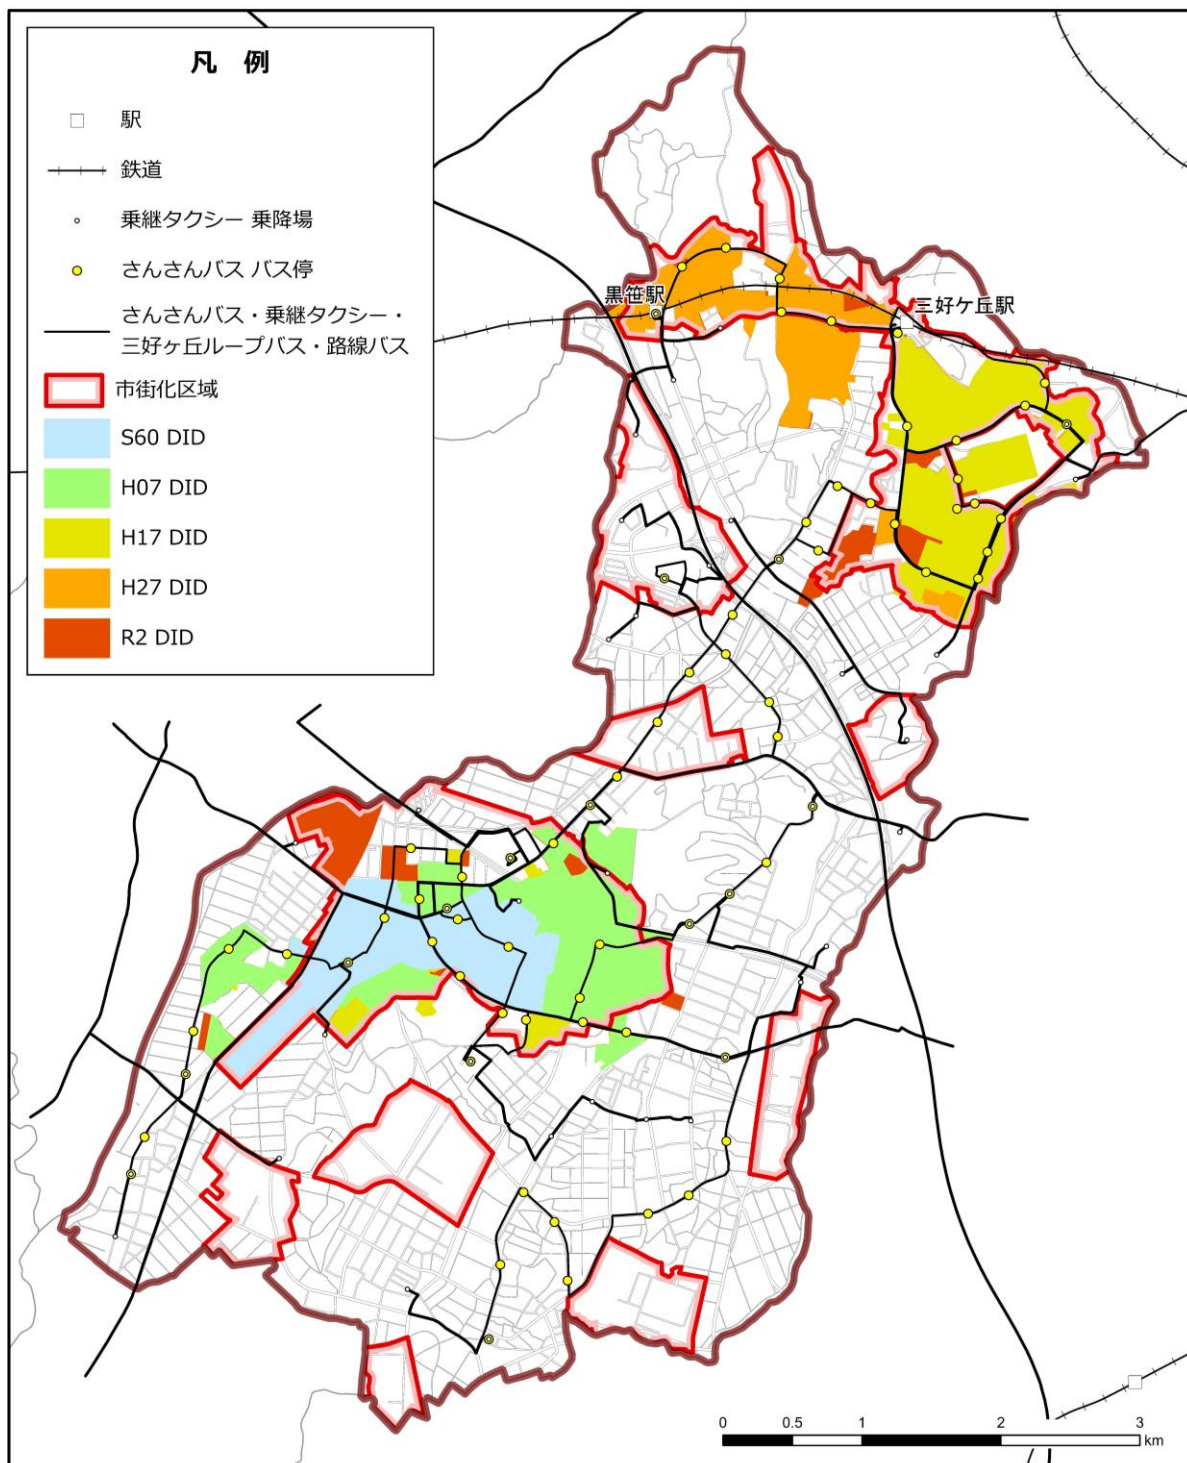 凡 例
駅
鉄道
乗継タクシー 乗降場
さんさんバス バス停
さんさんバス・乗継タクシー・
三好ヶ丘ループバス・路線バス
市街化区域
S60 DID
H07 DID
H17 DID
H27 DID
R2 DID
黒笹駅
三好ケ丘駅
0 0.5 1 2 3
km